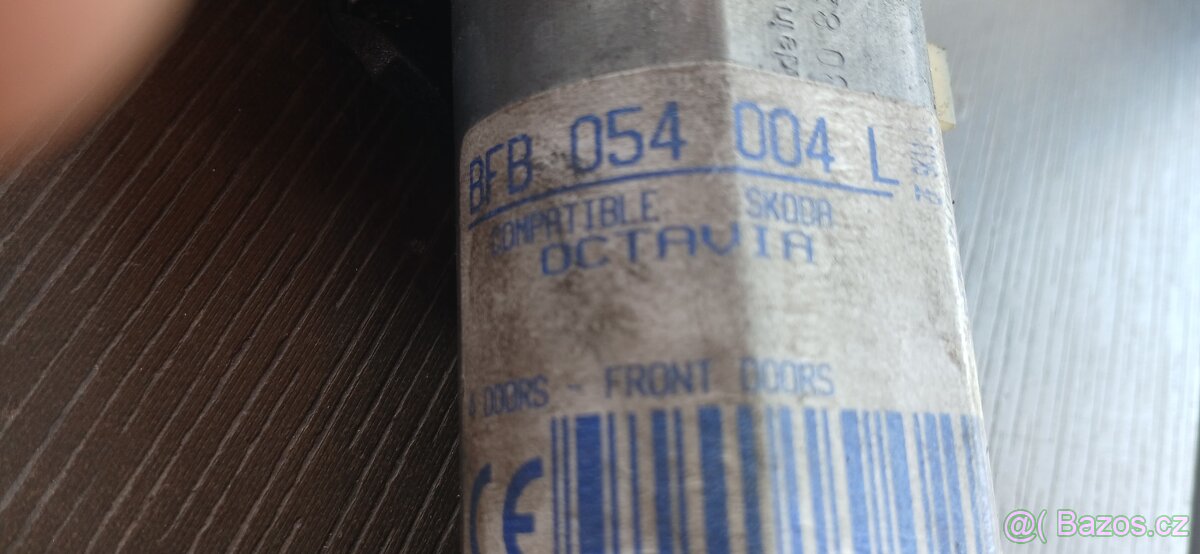 BFB 054 004 L
COMPATIBLE SKODA
OCTAVIA
4 DOORS - FRONT DOORS
CE
@( Bazos.cz